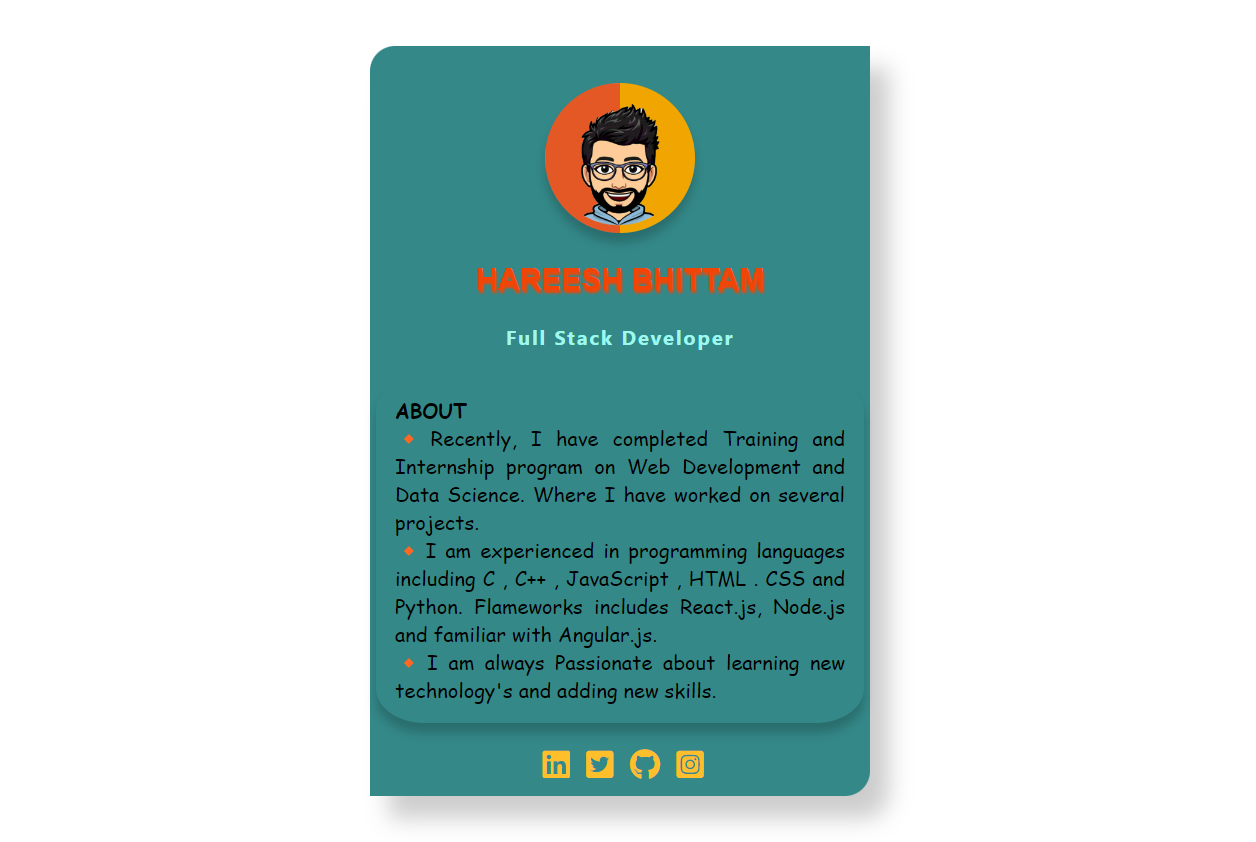 HAREESH BHITTAM
Full Stack Developer
ABOUT
🔸 Recently, I have completed Training and
Internship program on Web Development and
Data Science. Where I have worked on several
projects.
🔸 I am experienced in programming languages
including C , C++ , JavaScript , HTML . CSS and
Python. Flameworks includes React.js, Node.js
and familiar with Angular.js.
🔸 I am always Passionate about learning new
technology's and adding new skills.
in